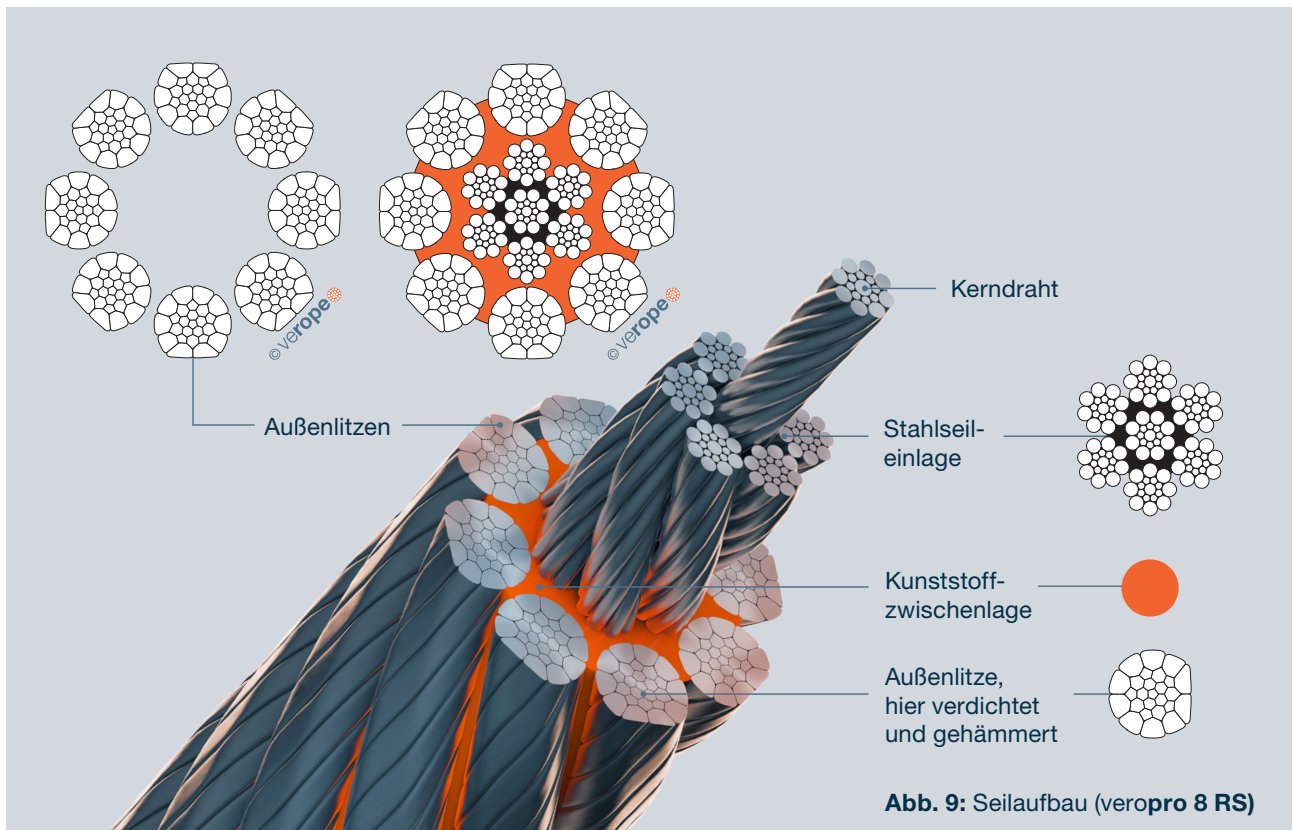 © verope
© verope
Kerndraht
Außenlitzen
Stahlseil-
einlage
Kunststoff-
zwischenlage
Außenlitze,
hier verdichtet
und gehämmert
Abb. 9: Seilaufbau (veropro 8 RS)